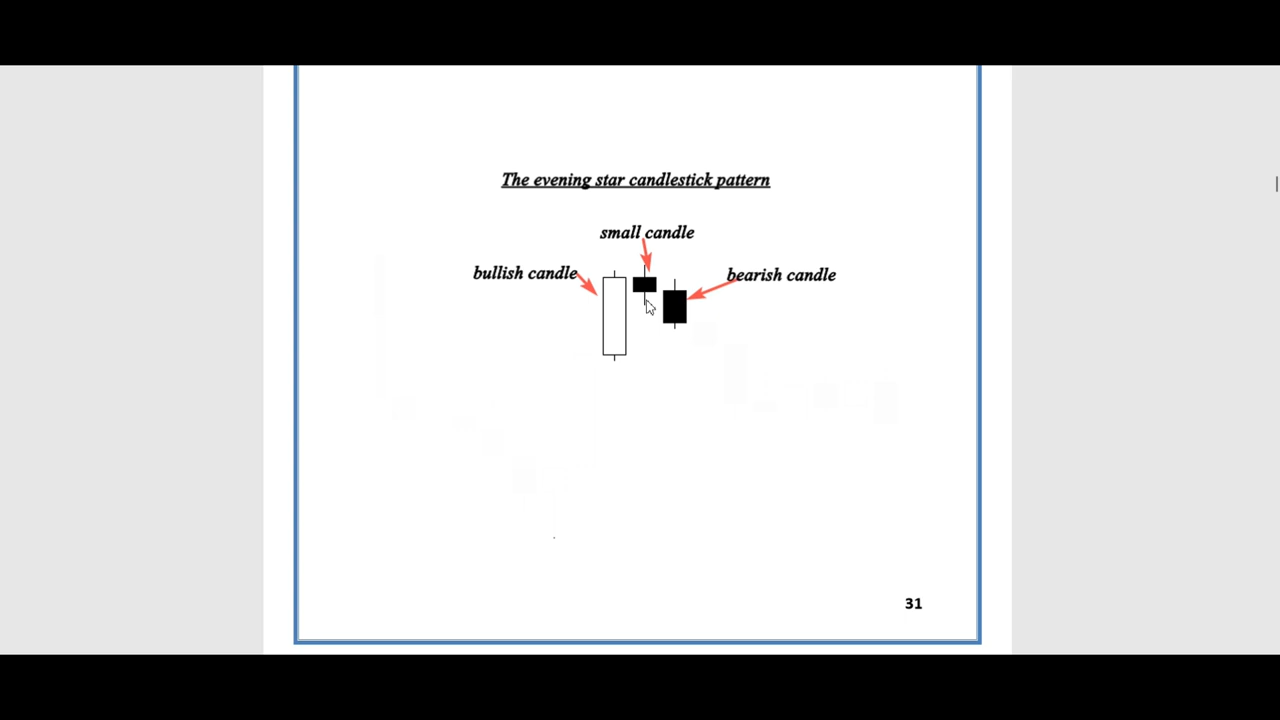 The evening star candlestick pattern
small candle
bullish candle
bearish candle
31